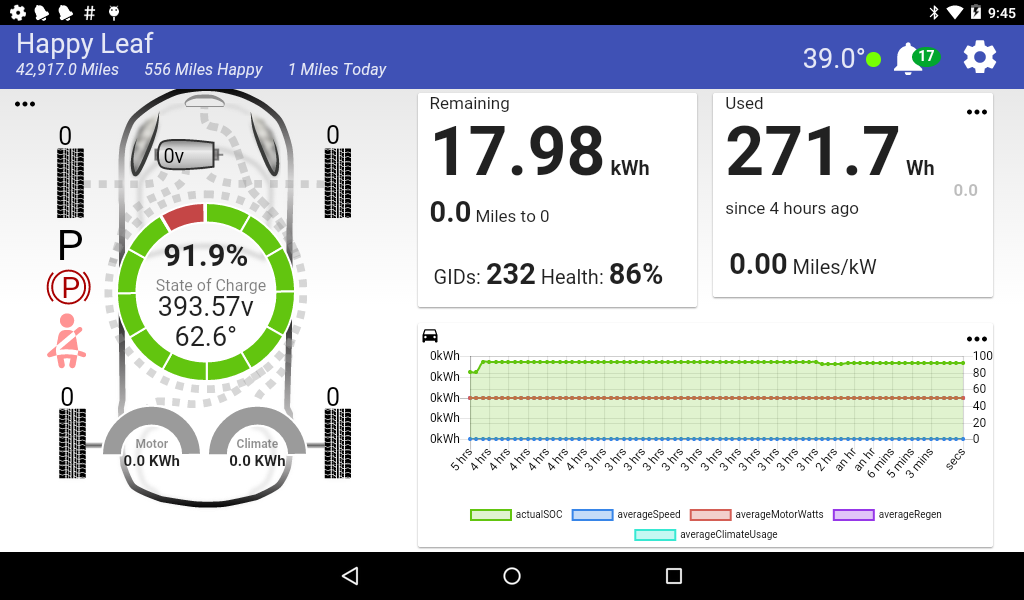 9:45
Happy Leaf
42,917.0 Miles 556 Miles Happy 1 Miles Today
39.0° 17
0 0
0v
P
P
91.9%
State of Charge
393.57v
62.6°
0 0
Motor
0.0 KWh
Climate
0.0 KWh
Remaining
17.98 kWh
0.0 Miles to 0
GIDs: 232 Health: 86%
Used
271.7 Wh
0.0
since 4 hours ago
0.00 Miles/kW
0kWh 100
0kWh 80
60
0kWh 40
0kWh 20
0kWh 0
5 hrs 4 hrs 4 hrs 4 hrs 4 hrs 4 hrs 4 hrs 3 hrs 3 hrs 3 hrs 3 hrs 3 hrs 3 hrs 3 hrs 3 hrs 3 hrs 3 hrs 3 hrs 3 hrs 2 hrs an hr an hr 6 mins 5 mins 3 mins secs
actualSOC averageSpeed averageMotorWatts averageRegen
averageClimateUsage